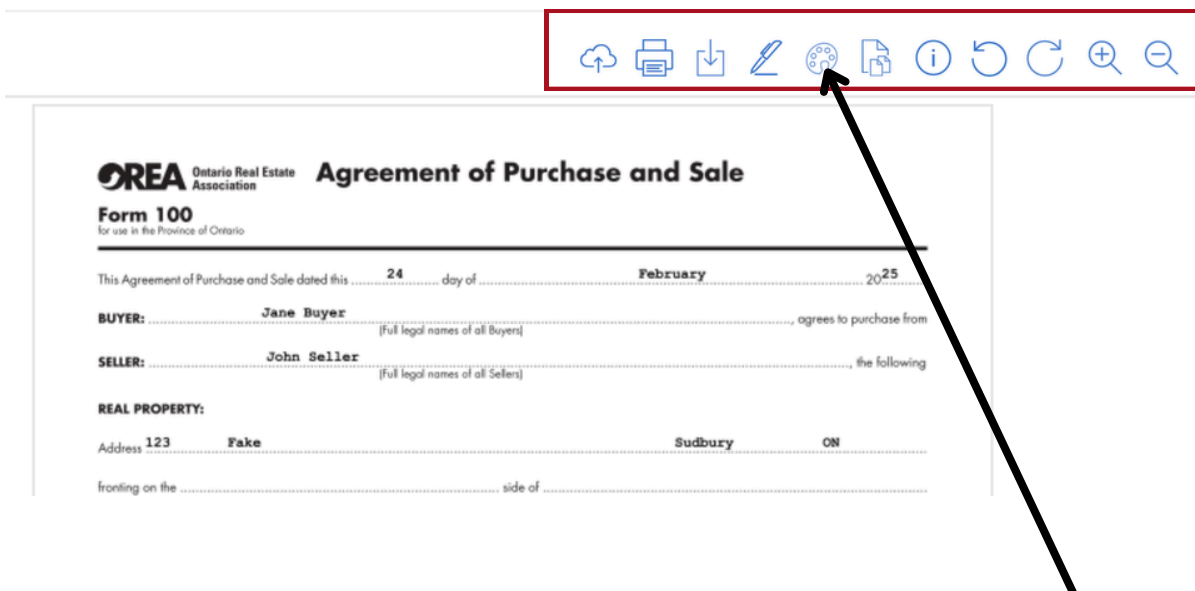 OREA Ontario Real Estate Association Agreement of Purchase and Sale
Form 100
for use in the Province of Ontario
This Agreement of Purchase and Sale dated this 24 day of February 2025
BUYER: Jane Buyer, agrees to purchase from
(Full legal names of all Buyers)
SELLER: John Seller, the following
(Full legal names of all Sellers)
REAL PROPERTY:
Address 123 Fake Sudbury ON
fronting on the side of